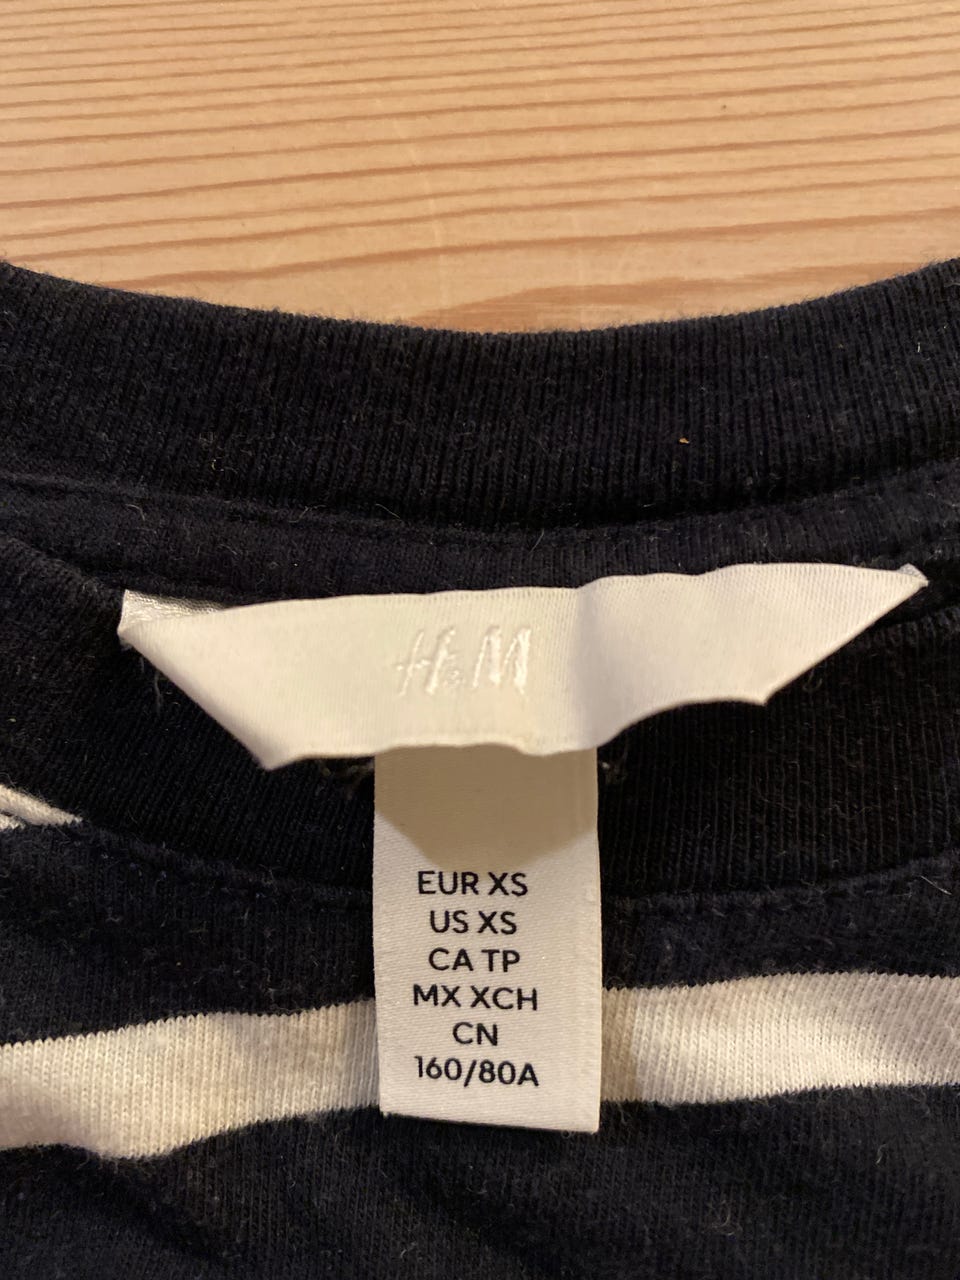 H&M
EUR XS
US XS
CA TP
MX XCH
CN
160/80A